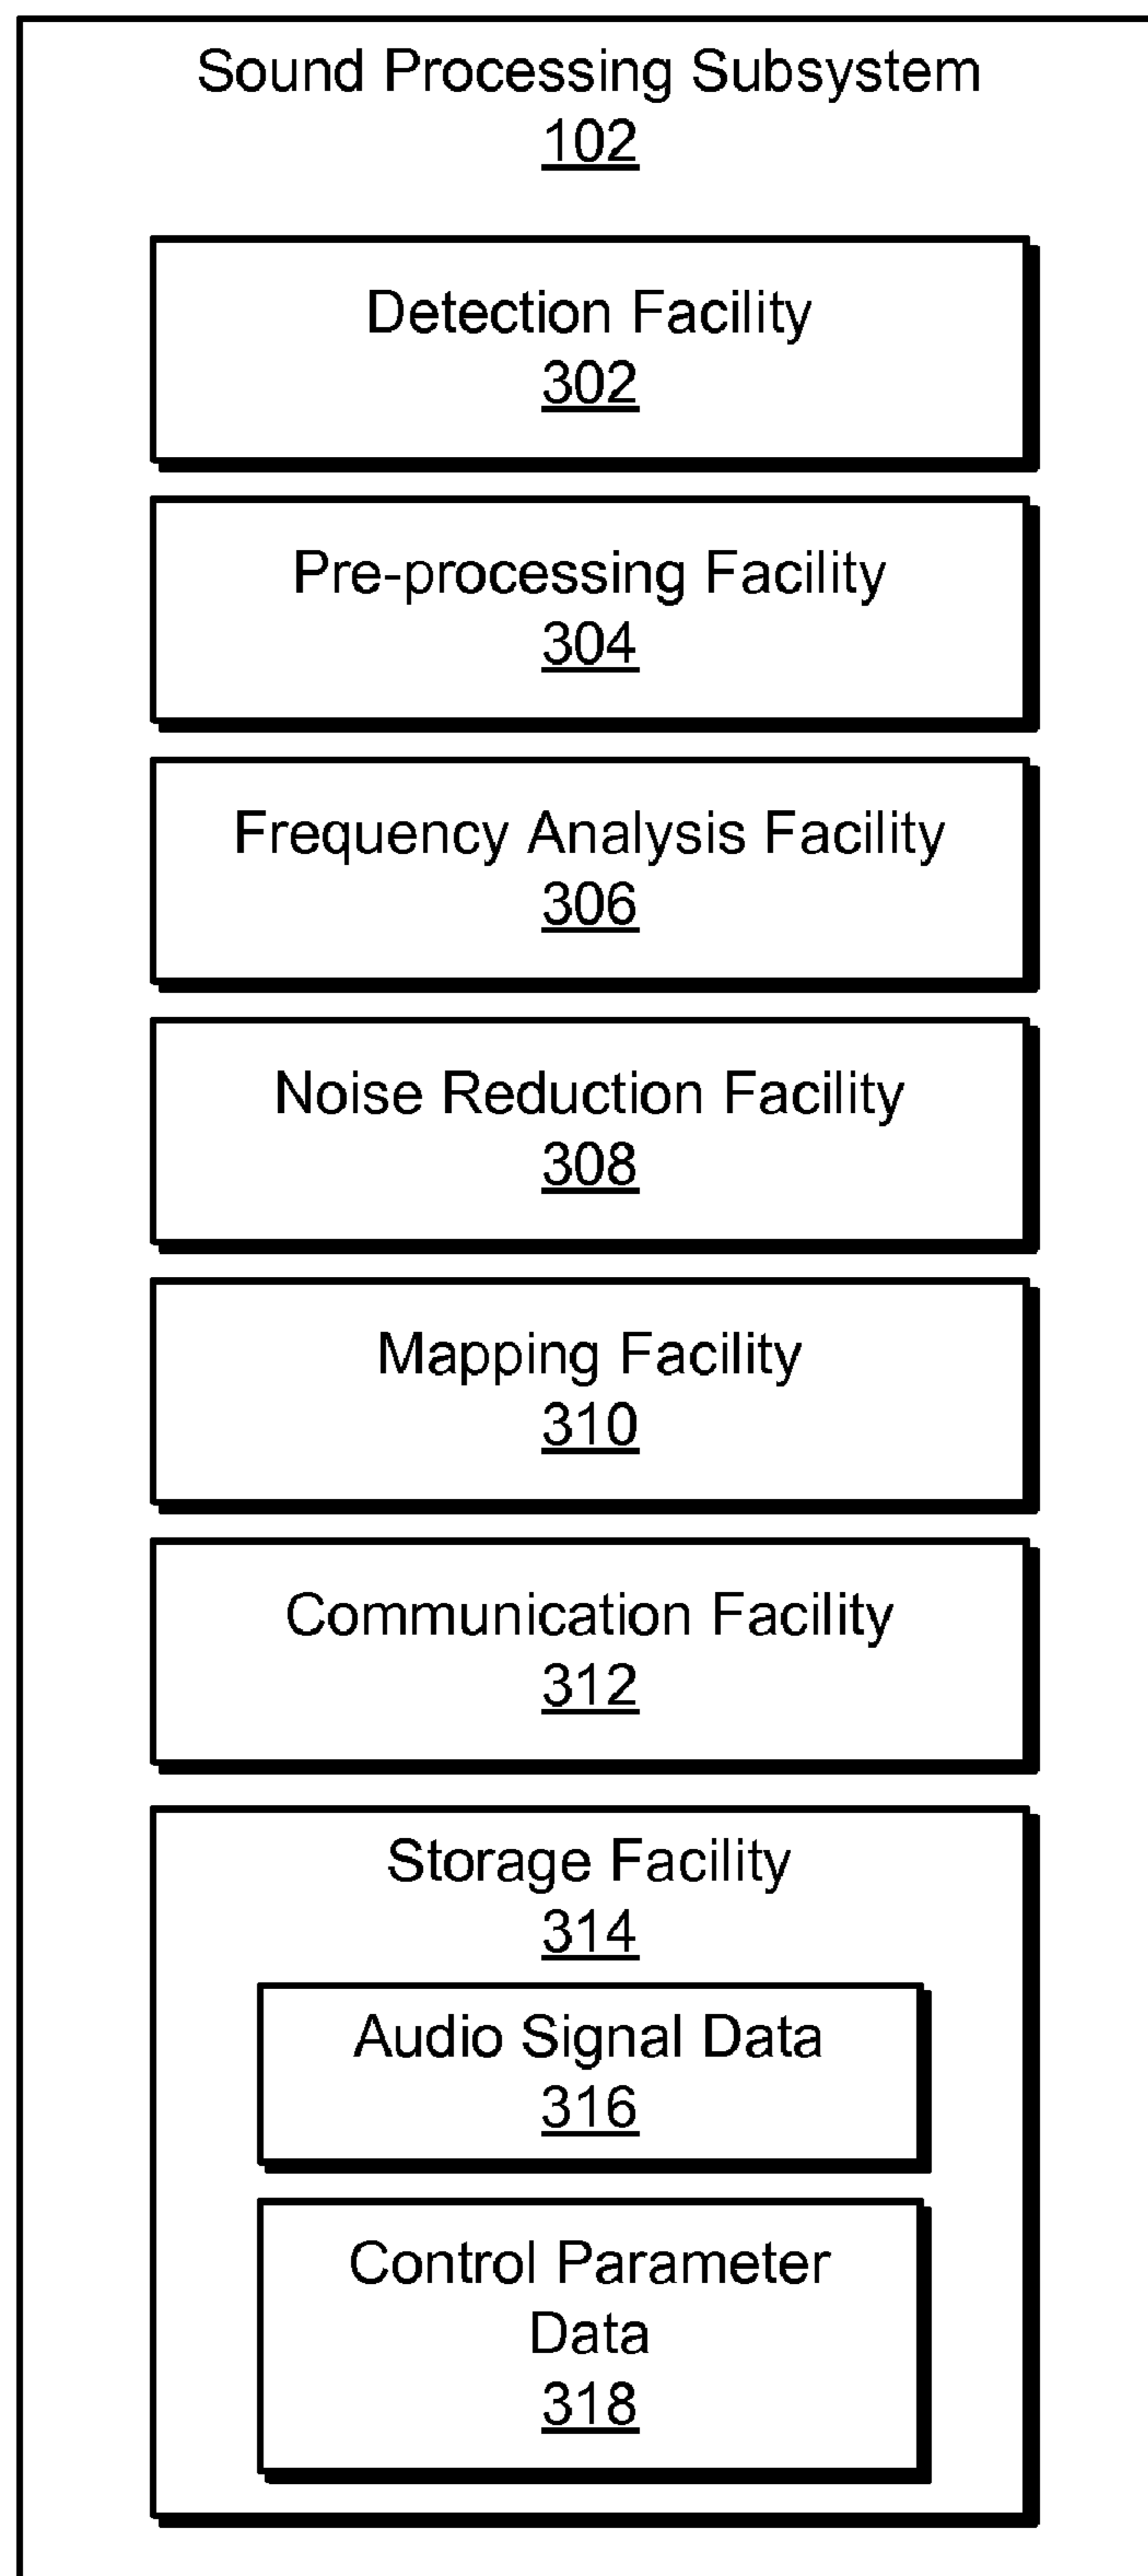 Sound Processing Subsystem
102
Detection Facility
302
Pre-processing Facility
304
Frequency Analysis Facility
306
Noise Reduction Facility
308
Mapping Facility
310
Communication Facility
312
Storage Facility
314
Audio Signal Data
316
Control Parameter
Data
318